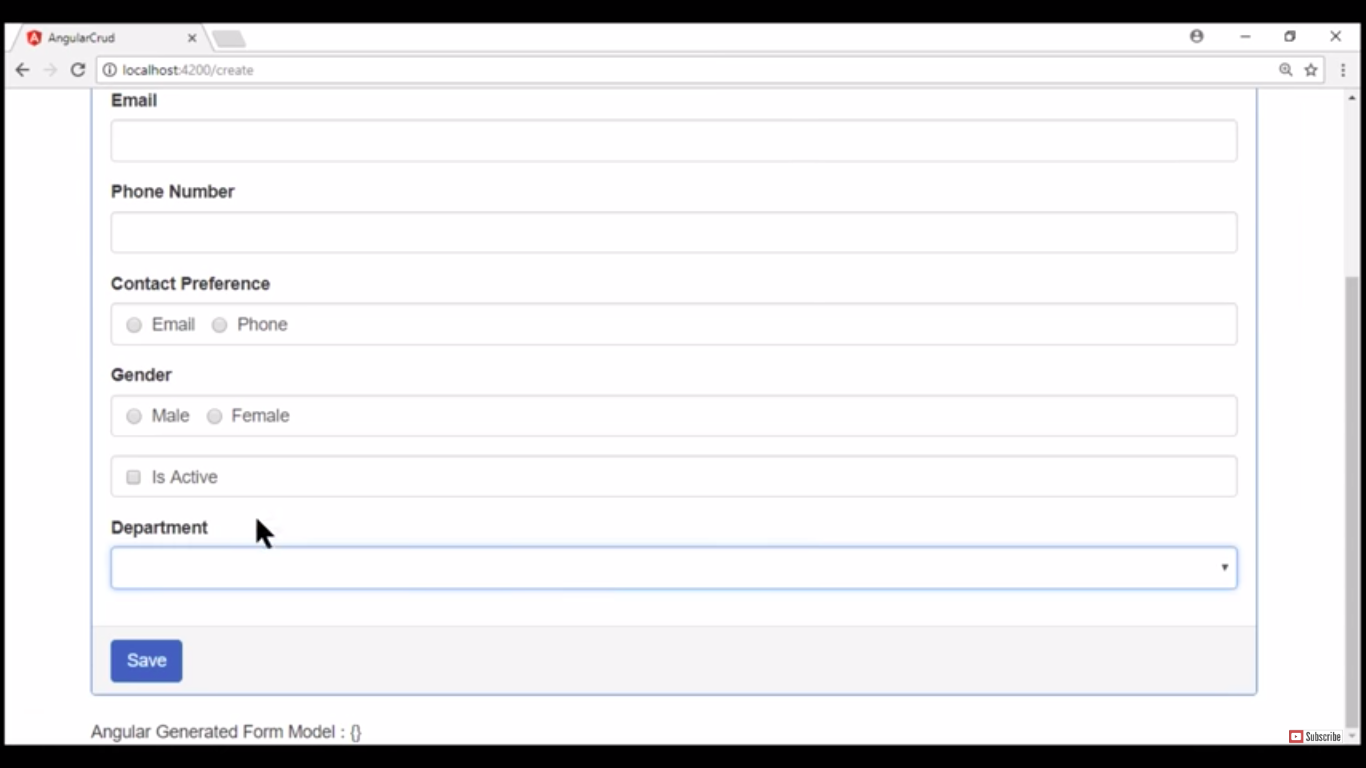 AngularCrud
localhost:4200/create
Email
Phone Number
Contact Preference
Email Phone
Gender
Male Female
Is Active
Department
Save
Angular Generated Form Model : {}
Subscribe